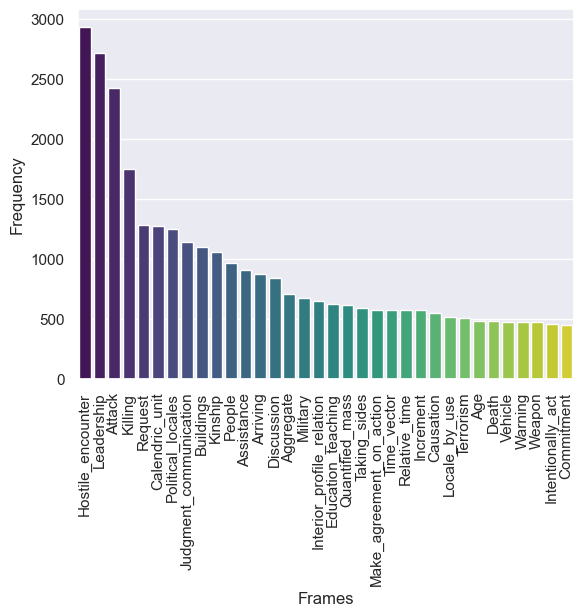 3000
2500
2000
1500
1000
500
0
Frequency
Hostile_encounter
Leadership
Attack
Killing
Request
Calendric_unit
Political_locales
Judgment_communication
Buildings
Kinship
People
Assistance
Arriving
Discussion
Aggregate
Military
Interior_profile_relation
Education_teaching
Quantified_mass
Taking_sides
Make_agreement_on_action
Time_vector
Relative_time
Increment
Causation
Locale_by_use
Terrorism
Age
Death
Vehicle
Warning
Weapon
Intentionally_act
Commitment
Frames